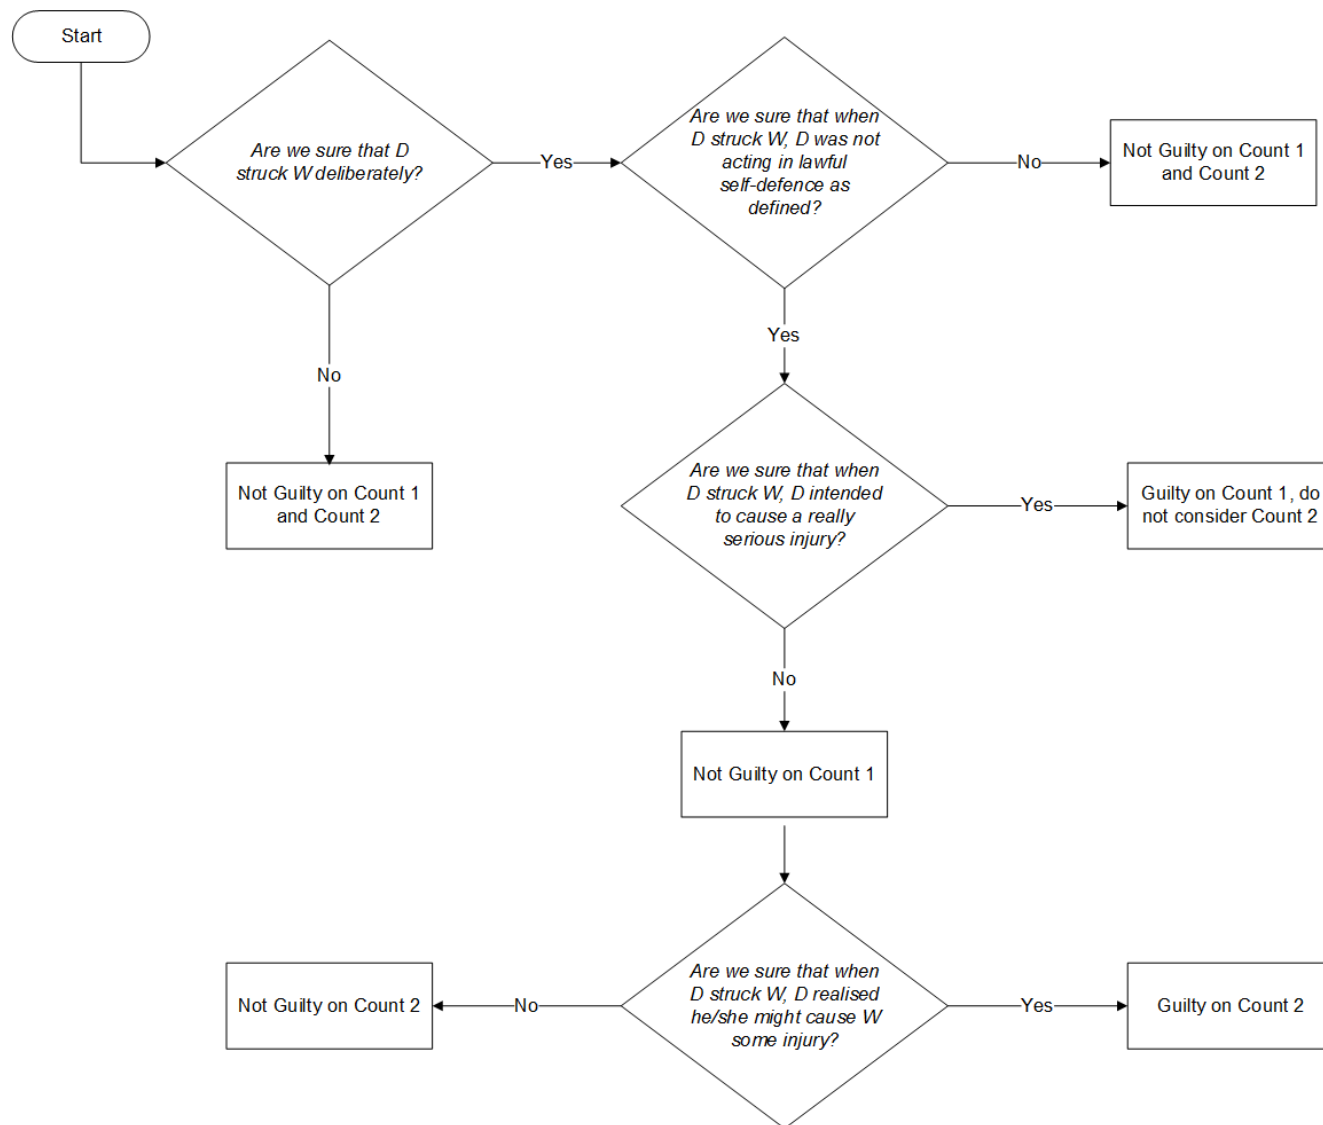 Start
Are we sure that D
struck W deliberately?
Yes
Are we sure that when
D struck W, D was not
acting in lawful
self-defence as
defined?
No
Not Guilty on Count 1
and Count 2
No
Not Guilty on Count 1
and Count 2
Yes
Are we sure that when
D struck W, D intended
to cause a really
serious injury?
Yes
Guilty on Count 1, do
not consider Count 2
No
Not Guilty on Count 1
Are we sure that when
D struck W, D realised
he/she might cause W
some injury?
No
Not Guilty on Count 2
Yes
Guilty on Count 2